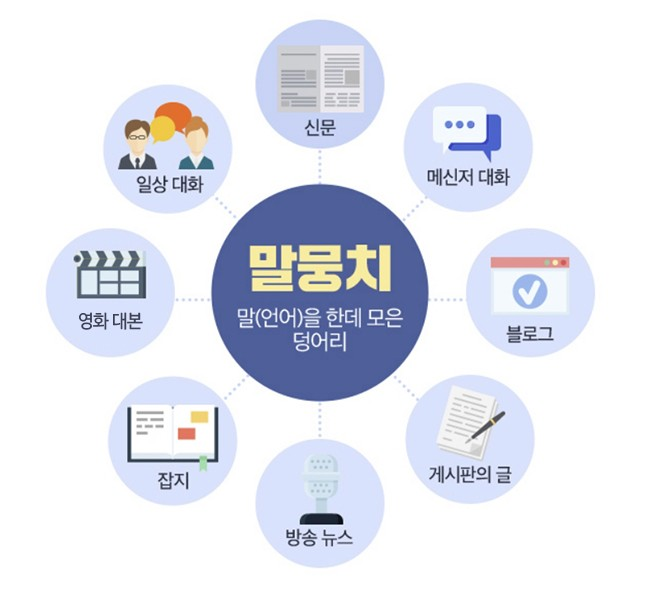 신문
일상 대화
메신저 대화
말뭉치
말(언어)을 한데 모은
덩어리
영화 대본
블로그
잡지
게시판의 글
방송 뉴스